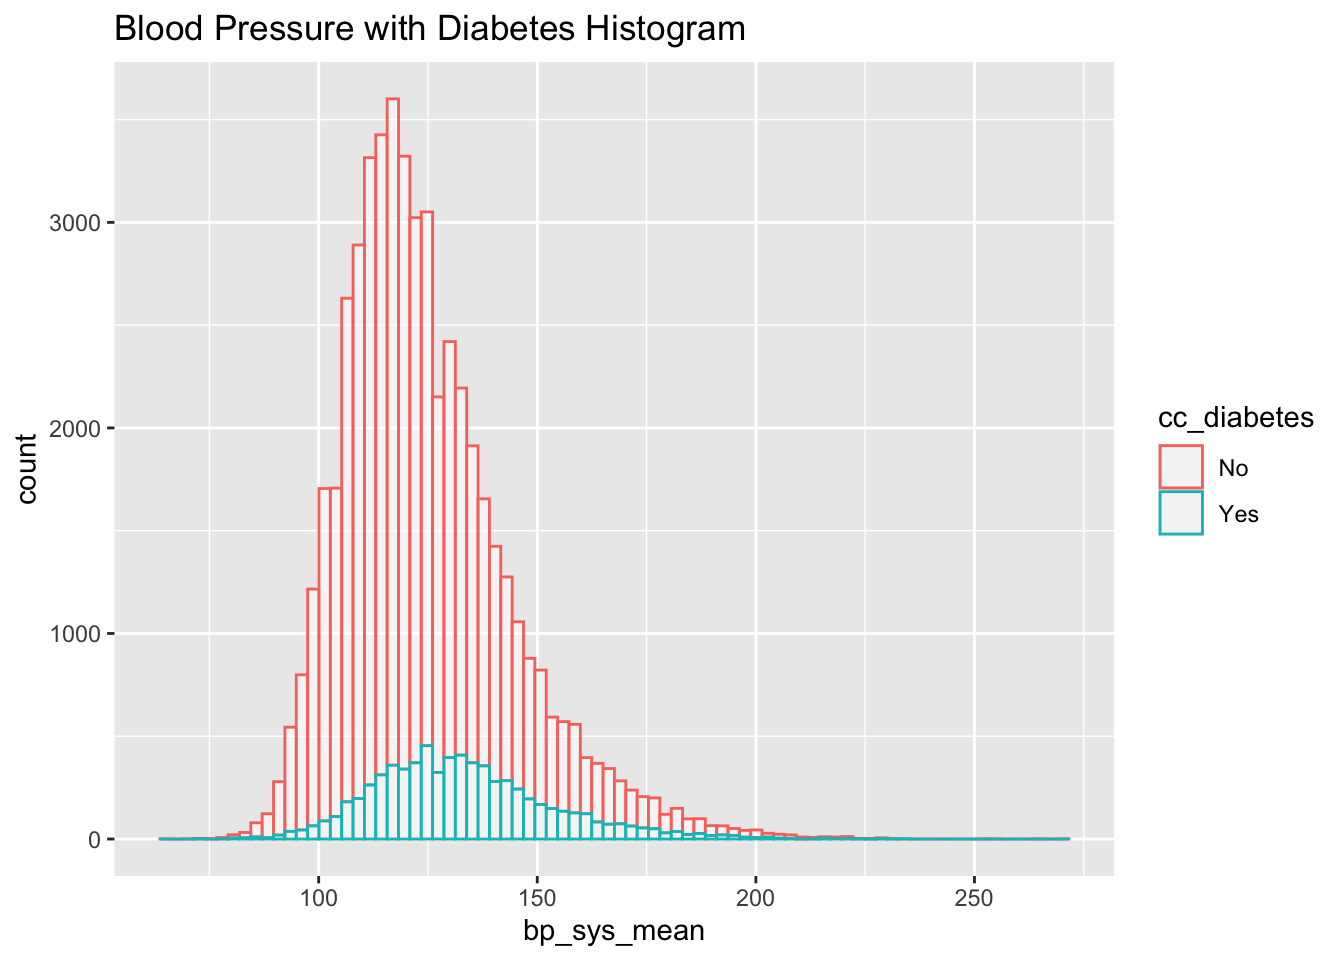 Blood Pressure with Diabetes Histogram
3000
2000
1000
0
count
100 150 200 250
bp_sys_mean
cc_diabetes
No
Yes